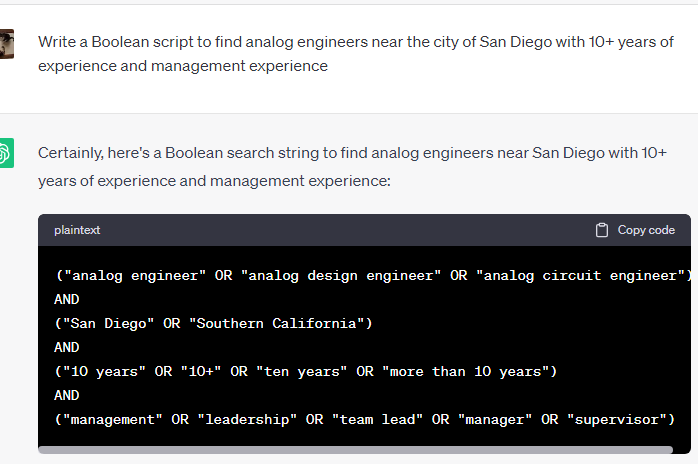 Write a Boolean script to find analog engineers near the city of San Diego with 10+ years of
experience and management experience
Certainly, here's a Boolean search string to find analog engineers near San Diego with 10+
years of experience and management experience:
plaintext
Copy code
("analog engineer" OR "analog design engineer" OR "analog circuit engineer")
AND
("San Diego" OR "Southern California")
AND
("10 years" OR "10+" OR "ten years" OR "more than 10 years")
AND
("management" OR "leadership" OR "team lead" OR "manager" OR "supervisor")